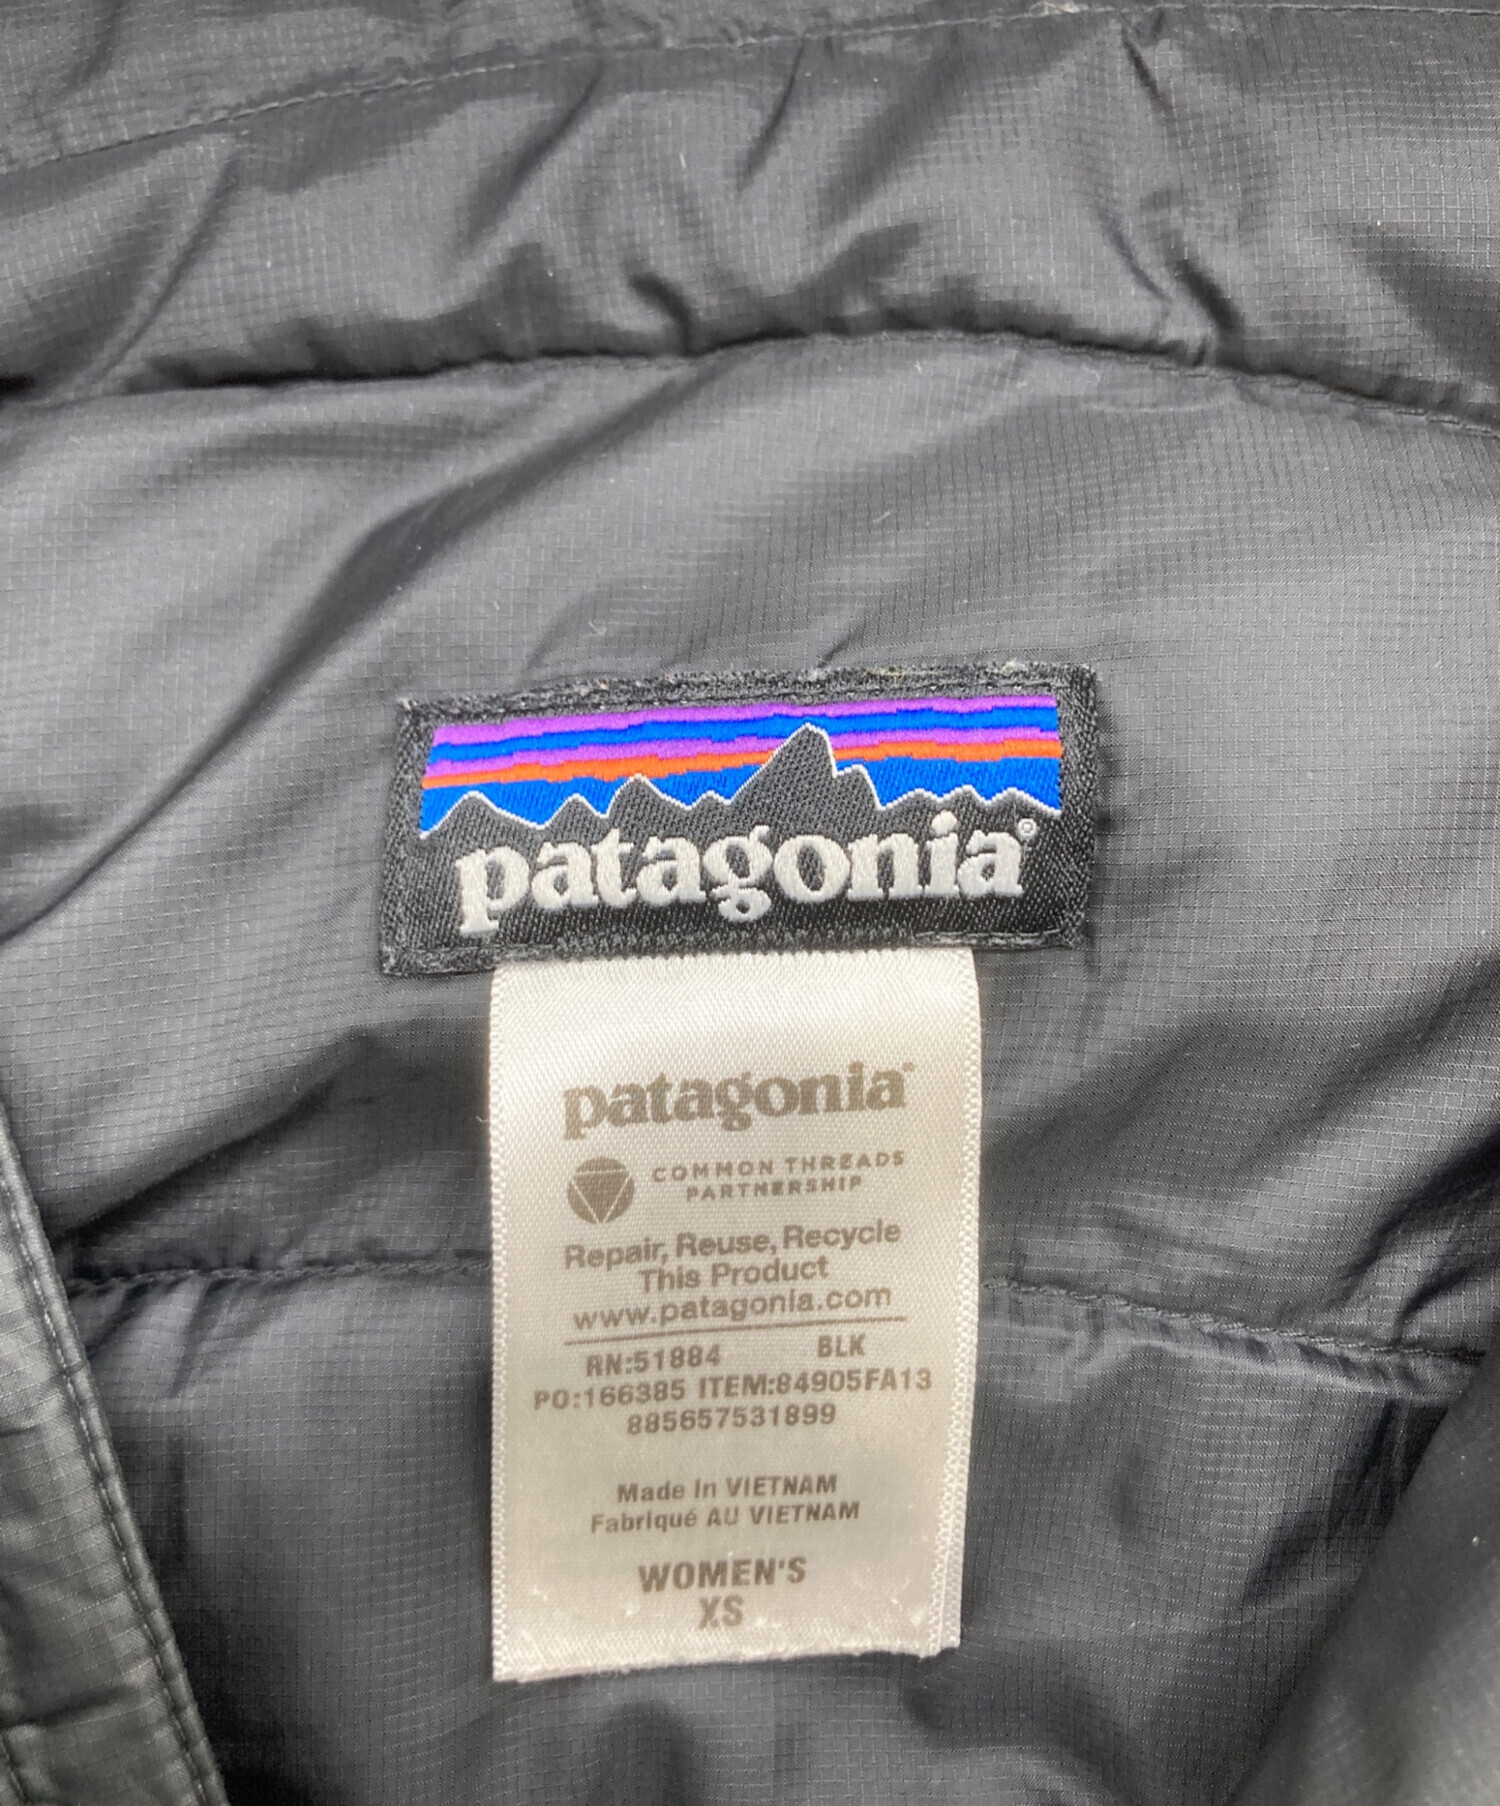 patagonia®
patagonia®
COMMON THREADS
PARTNERSHIP
Repair, Reuse, Recycle
This Product
www.patagonia.com
RN:51884 BLK
PO:166385 ITEM:84905FA13
885657531899
Made In VIETNAM
Fabriqué AU VIETNAM
WOMEN'S
XS